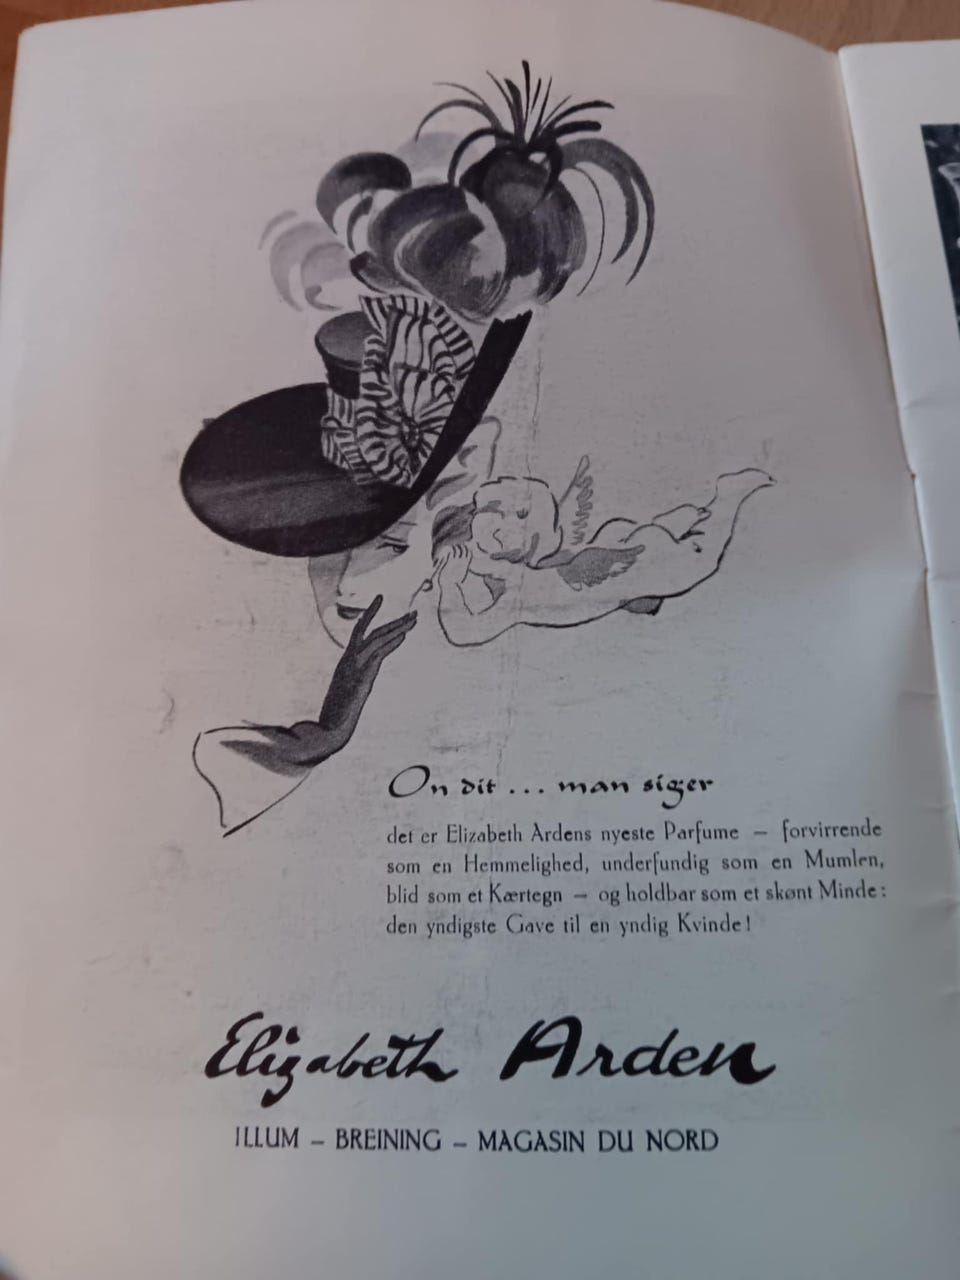 On dit ... man siger
det er Elizabeth Ardens nyeste Parfume — forvirrende
som en Hemmelighed, underfundig som en Mumlen,
blid som et Kærtegn — og holdbar som et skønt Minde:
den yndigste Gave til en yndig Kvinde!
Elizabeth Arden
ILLUM – BREINING – MAGASIN DU NORD